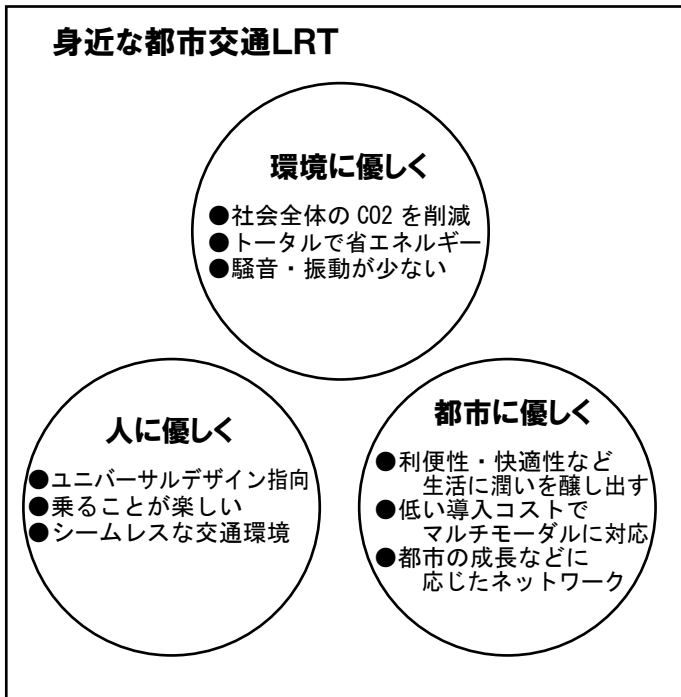 身近な都市交通LRT
環境に優しく
●社会全体の CO2 を削減
●トータルで省エネルギー
●騒音・振動が少ない
人に優しく
●ユニバーサルデザイン指向
●乗ることが楽しい
●シームレスな交通環境
都市に優しく
●利便性・快適性など
生活に潤いを醸し出す
●低い導入コストで
マルチモーダルに対応
●都市の成長などに
応じたネットワーク